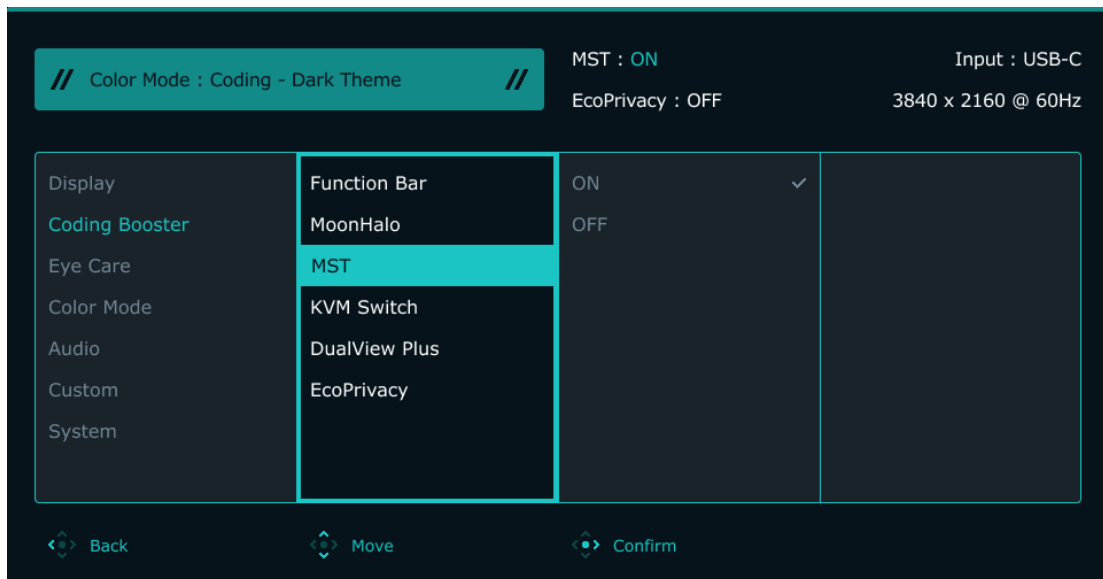 Color Mode : Coding - Dark Theme
MST : ON
Input : USB-C
EcoPrivacy : OFF
3840 x 2160 @ 60Hz
Display
Coding Booster
Eye Care
Color Mode
Audio
Custom
System
Function Bar
MoonHalo
MST
KVM Switch
DualView Plus
EcoPrivacy
ON
OFF
Back
Move
Confirm